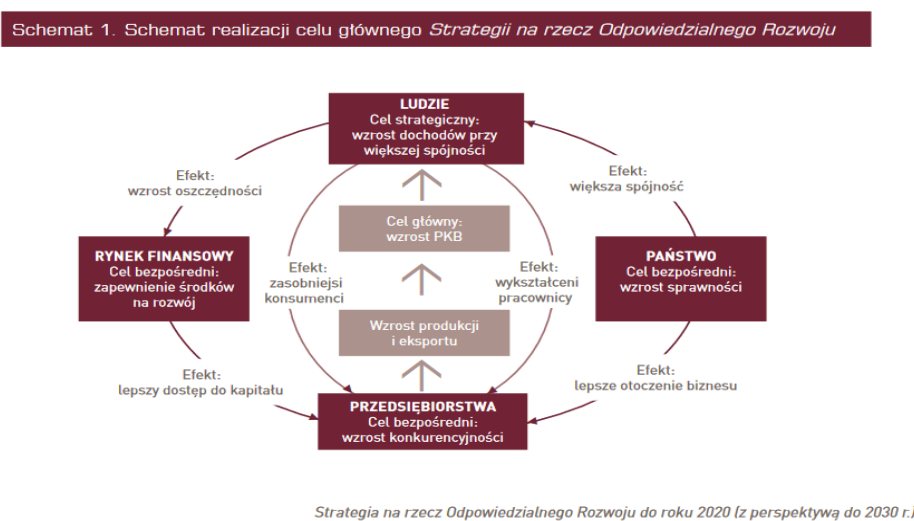 Schemat 1. Schemat realizacji celu głównego Strategii na rzecz Odpowiedzialnego Rozwoju
LUDZIE
Cel strategiczny:
wzrost dochodów przy
większej spójności
Efekt:
wzrost oszczędności
Efekt:
większa spójność
Cel główny:
wzrost PKB
RYNEK FINANSOWY
Cel bezpośredni:
zapewnienie środków
na rozwój
Efekt:
zasobniejsi
konsumenci
Efekt:
wykształceni
pracownicy
PAŃSTWO
Cel bezpośredni:
wzrost sprawności
Wzrost produkcji
i eksportu
Efekt:
lepszy dostęp do kapitału
Efekt:
lepsze otoczenie biznesu
PRZEDSIĘBIORSTWA
Cel bezpośredni:
wzrost konkurencyjności
Strategia na rzecz Odpowiedzialnego Rozwoju do roku 2020 (z perspektywą do 2030 r.)